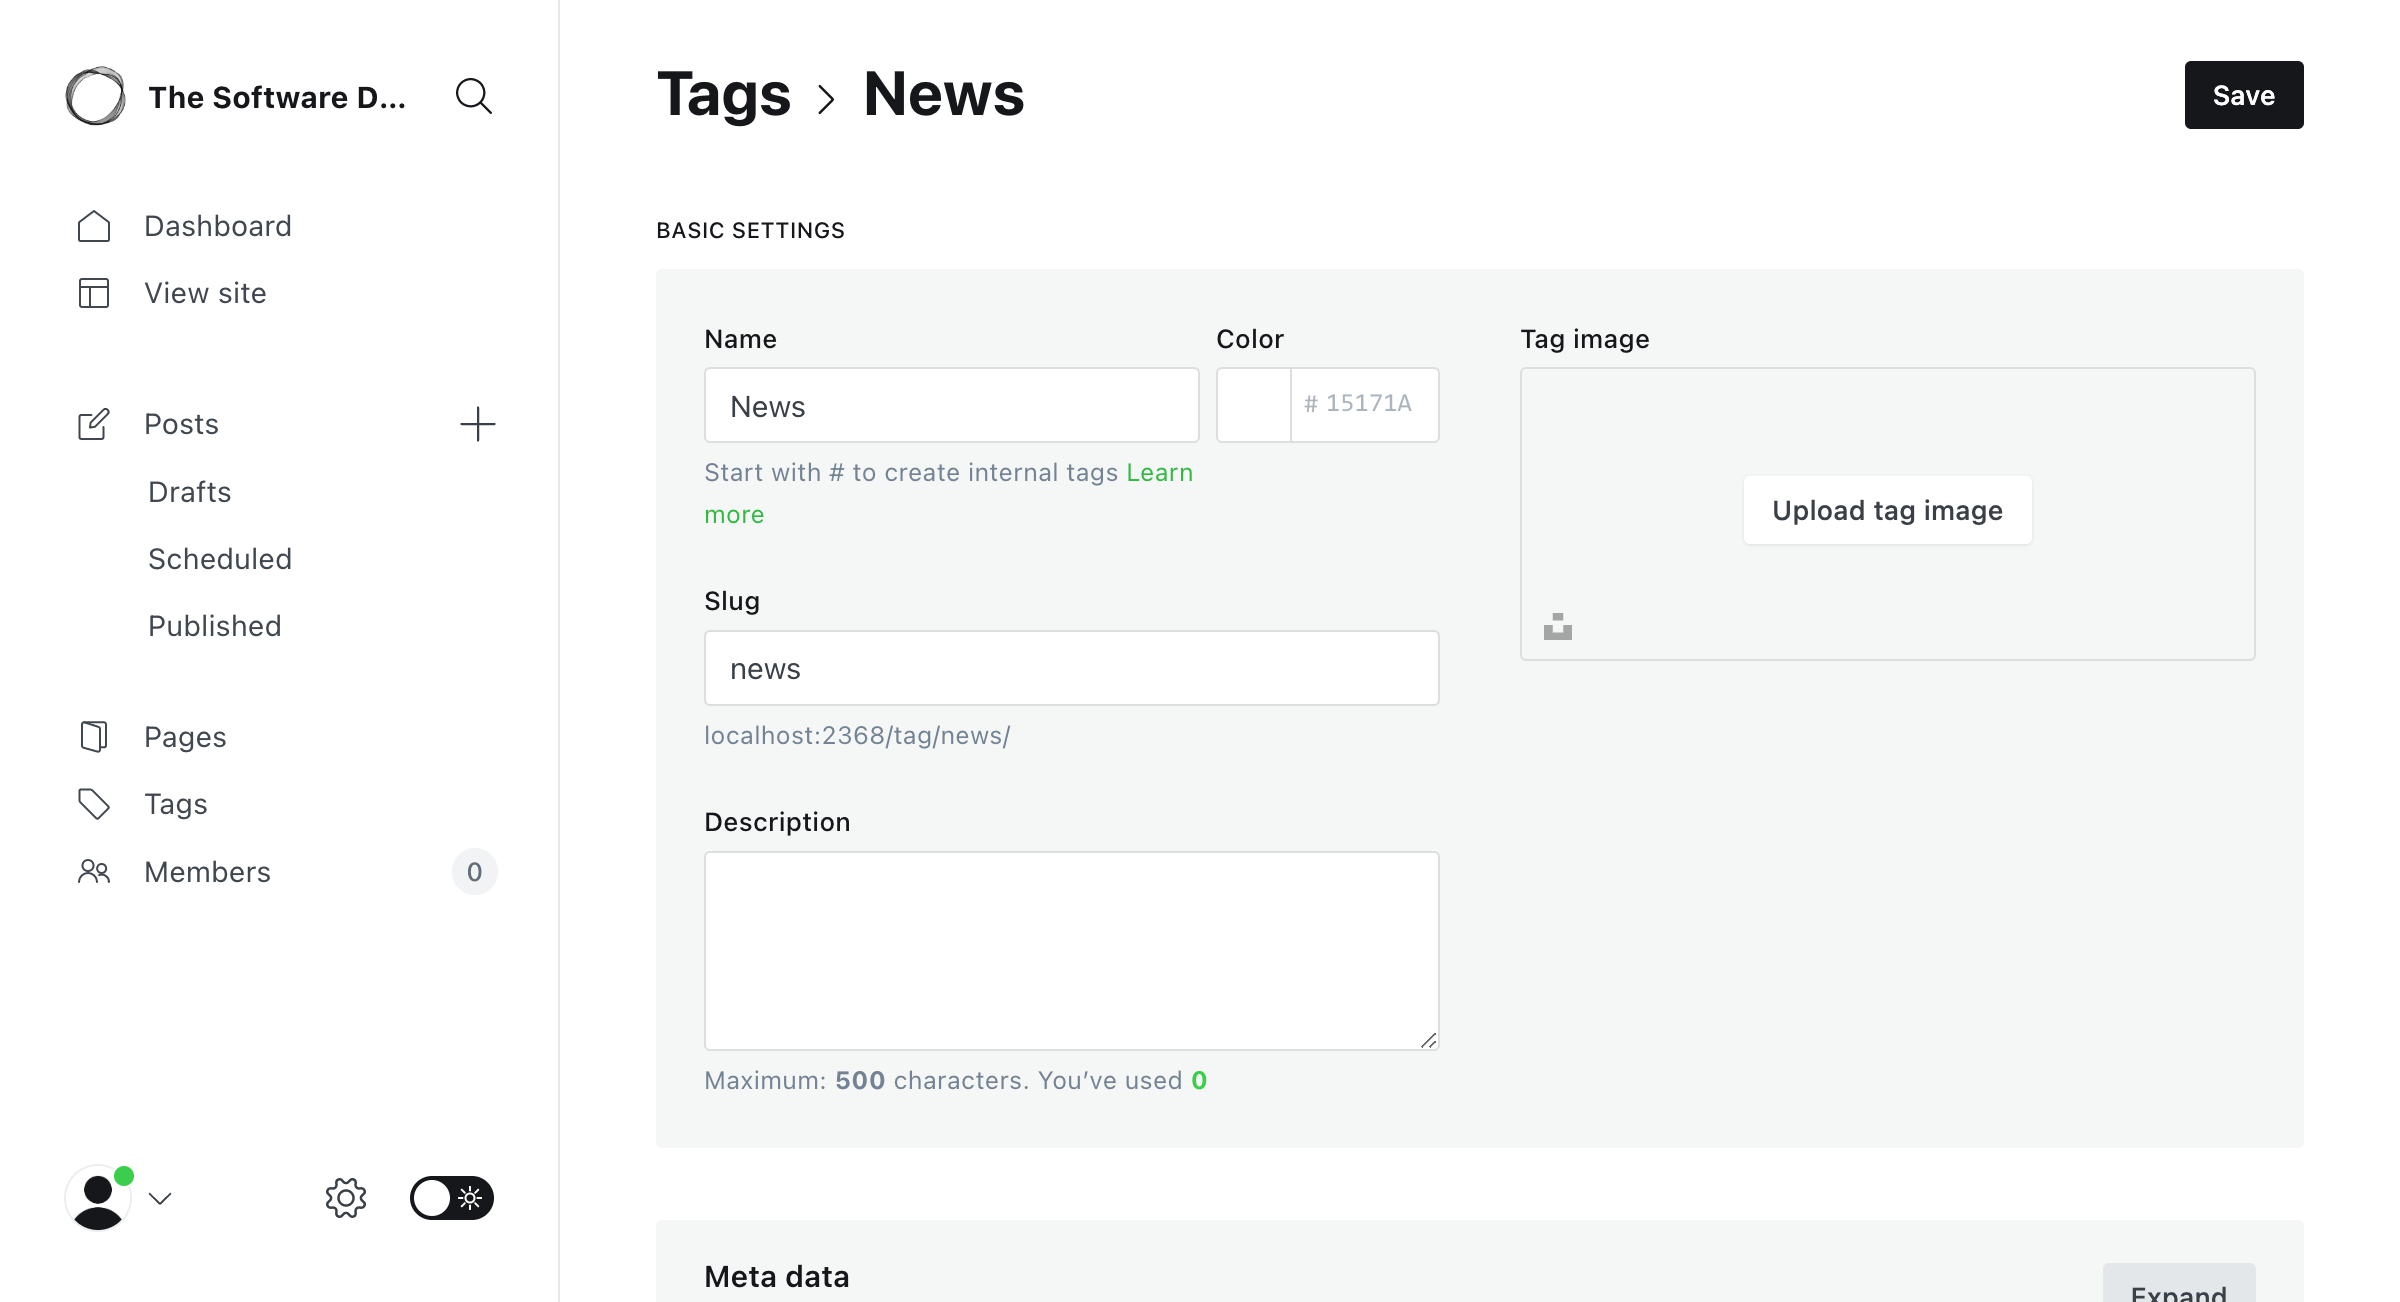 The Software D...
Dashboard
View site
Posts
Drafts
Scheduled
Published
Pages
Tags
Members
0
Tags > News
Save
BASIC SETTINGS
Name
News
Start with # to create internal tags Learn
more
Color
# 15171A
Tag image
Upload tag image
Slug
news
localhost:2368/tag/news/
Description
Maximum: 500 characters. You’ve used 0
Meta data
Expand